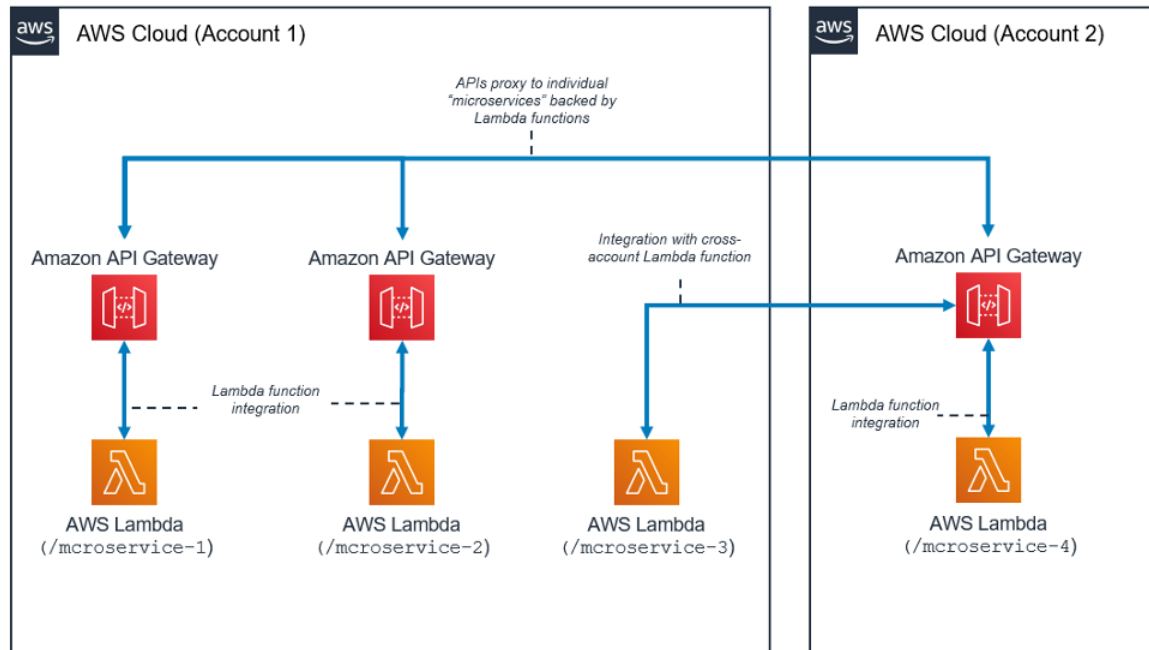 aws
AWS Cloud (Account 1)
aws
AWS Cloud (Account 2)
APIs proxy to individual
“microservices” backed by
Lambda functions
Amazon API Gateway
Amazon API Gateway
Integration with cross-
account Lambda function
Amazon API Gateway
Lambda function
integration
Lambda function
integration
AWS Lambda
(/mcroservice-1)
AWS Lambda
(/mcroservice-2)
AWS Lambda
(/mcroservice-3)
AWS Lambda
(/mcroservice-4)